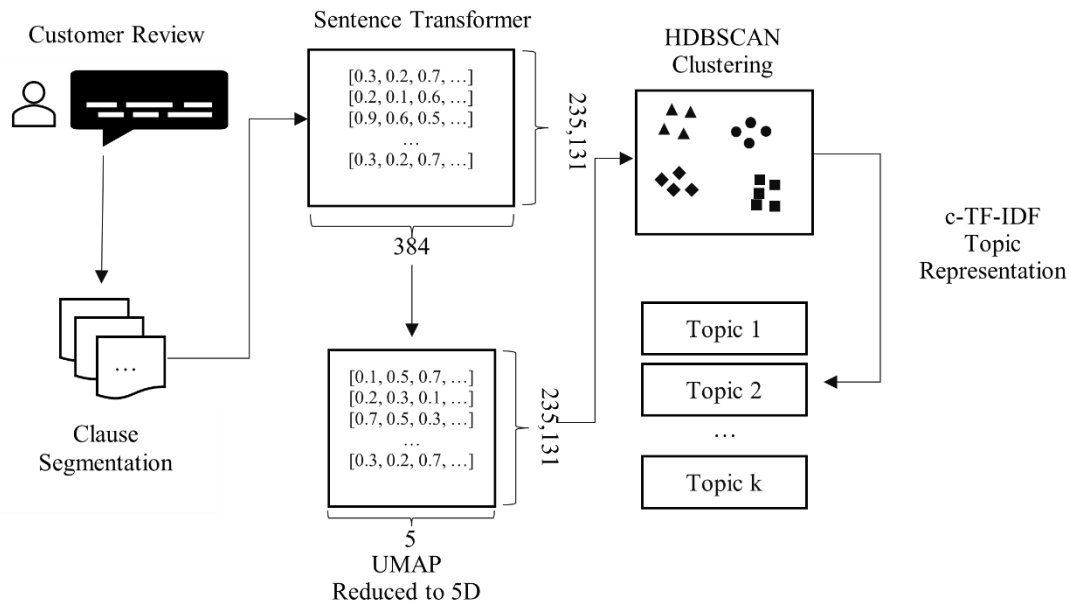 Customer Review
…
Clause
Segmentation
Sentence Transformer
[0.3, 0.2, 0.7, …]
[0.2, 0.1, 0.6, …]
[0.9, 0.6, 0.5, …]
…
[0.3, 0.2, 0.7, …]
235,131
384
[0.1, 0.5, 0.7, …]
[0.2, 0.3, 0.1, …]
[0.7, 0.5, 0.3, …]
…
[0.3, 0.2, 0.7, …]
235,131
5
UMAP
Reduced to 5D
HDBSCAN
Clustering
c-TF-IDF
Topic
Representation
Topic 1
Topic 2
…
Topic k